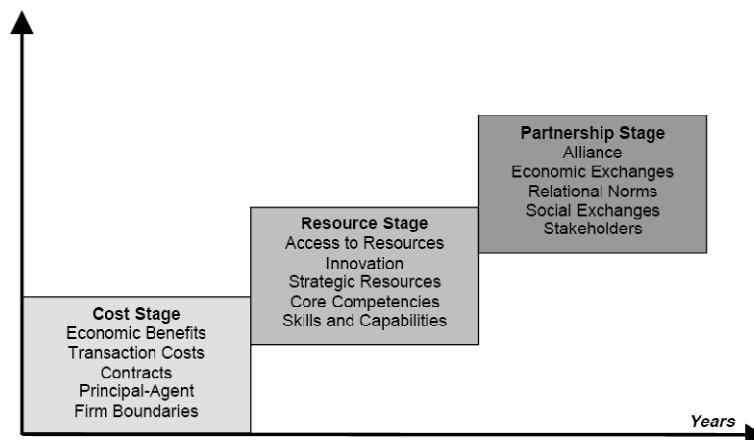 Partnership Stage
Alliance
Economic Exchanges
Relational Norms
Social Exchanges
Stakeholders
Resource Stage
Access to Resources
Innovation
Strategic Resources
Core Competencies
Skills and Capabilities
Cost Stage
Economic Benefits
Transaction Costs
Contracts
Principal-Agent
Firm Boundaries
Years